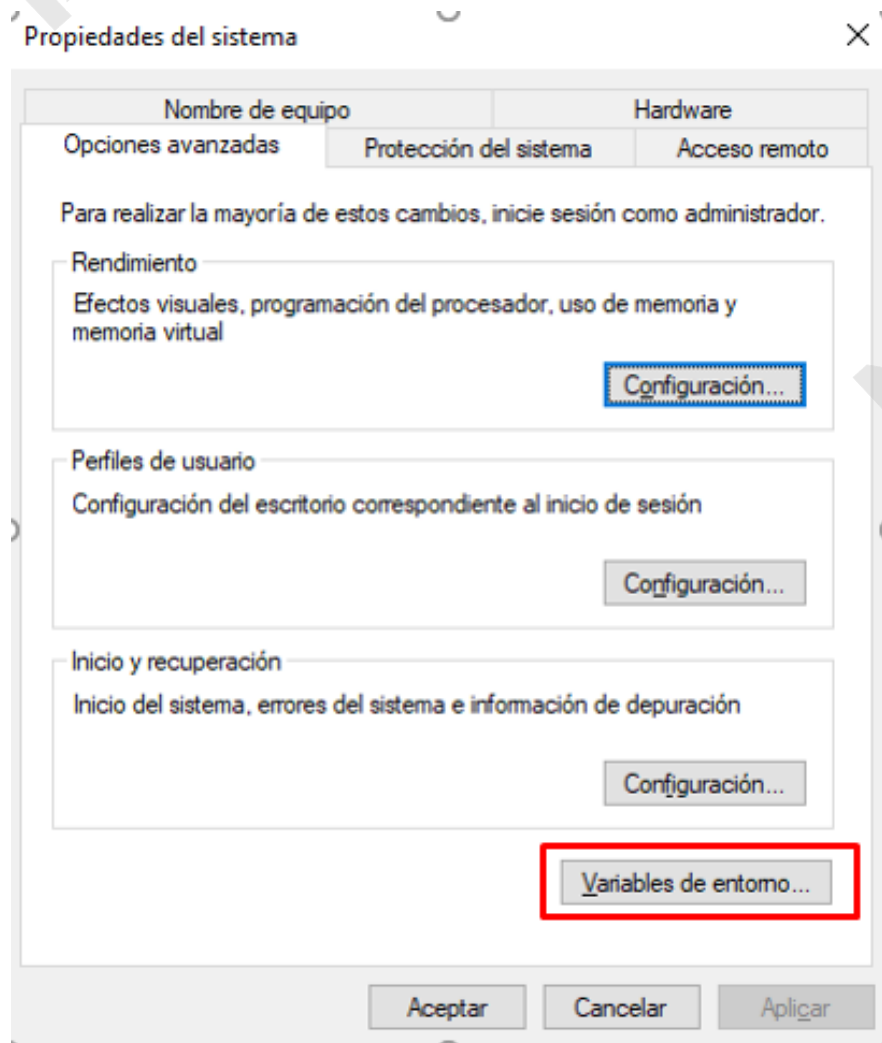 Propiedades del sistema
Nombre de equipo
Hardware
Opciones avanzadas
Protección del sistema
Acceso remoto
Para realizar la mayoría de estos cambios, inicie sesión como administrador.
Rendimiento
Efectos visuales, programación del procesador, uso de memoria y
memoria virtual
Configuración...
Perfiles de usuario
Configuración del escritorio correspondiente al inicio de sesión
Configuración...
Inicio y recuperación
Inicio del sistema, errores del sistema e información de depuración
Configuración...
Variables de entorno...
Aceptar
Cancelar
Aplicar